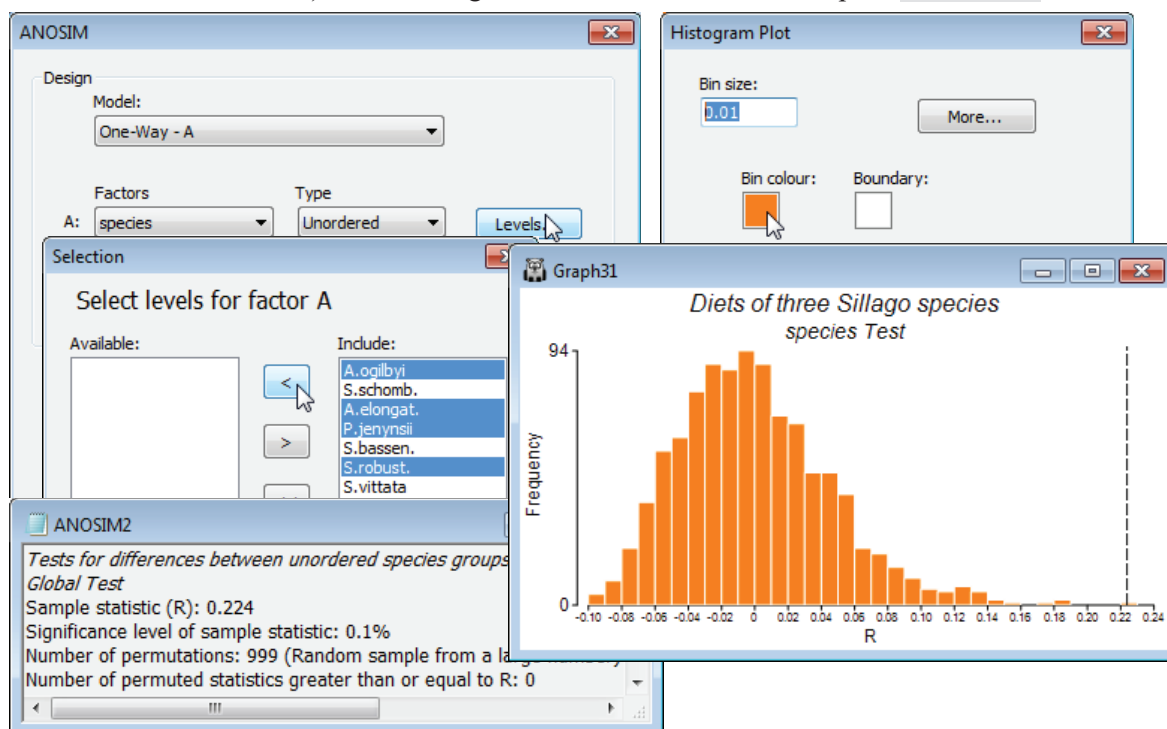 ANOSIM
Design
Model:
One-Way - A
Factors
Type
A:
species
Unordered
Levels
Selection
Select levels for factor A
Available:
Include:
<
>
A.ogilbyi
S.schomb.
A.elongat.
P.jenynsii
S.bassen.
S.robust.
S.vittata
ANOSIM2
Tests for differences between unordered species groups
Global Test
Sample statistic (R): 0.224
Significance level of sample statistic: 0.1%
Number of permutations: 999 (Random sample from a
Number of permuted statistics greater than or equal to R: 0
Histogram Plot
Bin size:
0.01
More...
Bin colour:
Boundary:
Graph31
Diets of three Sillago species
species Test
94
Frequency
0
-0.10 -0.08 -0.06 -0.04 -0.02 0 0.02 0.04 0.06 0.08 0.10 0.12 0.14 0.16 0.18 0.20 0.22 0.24
R